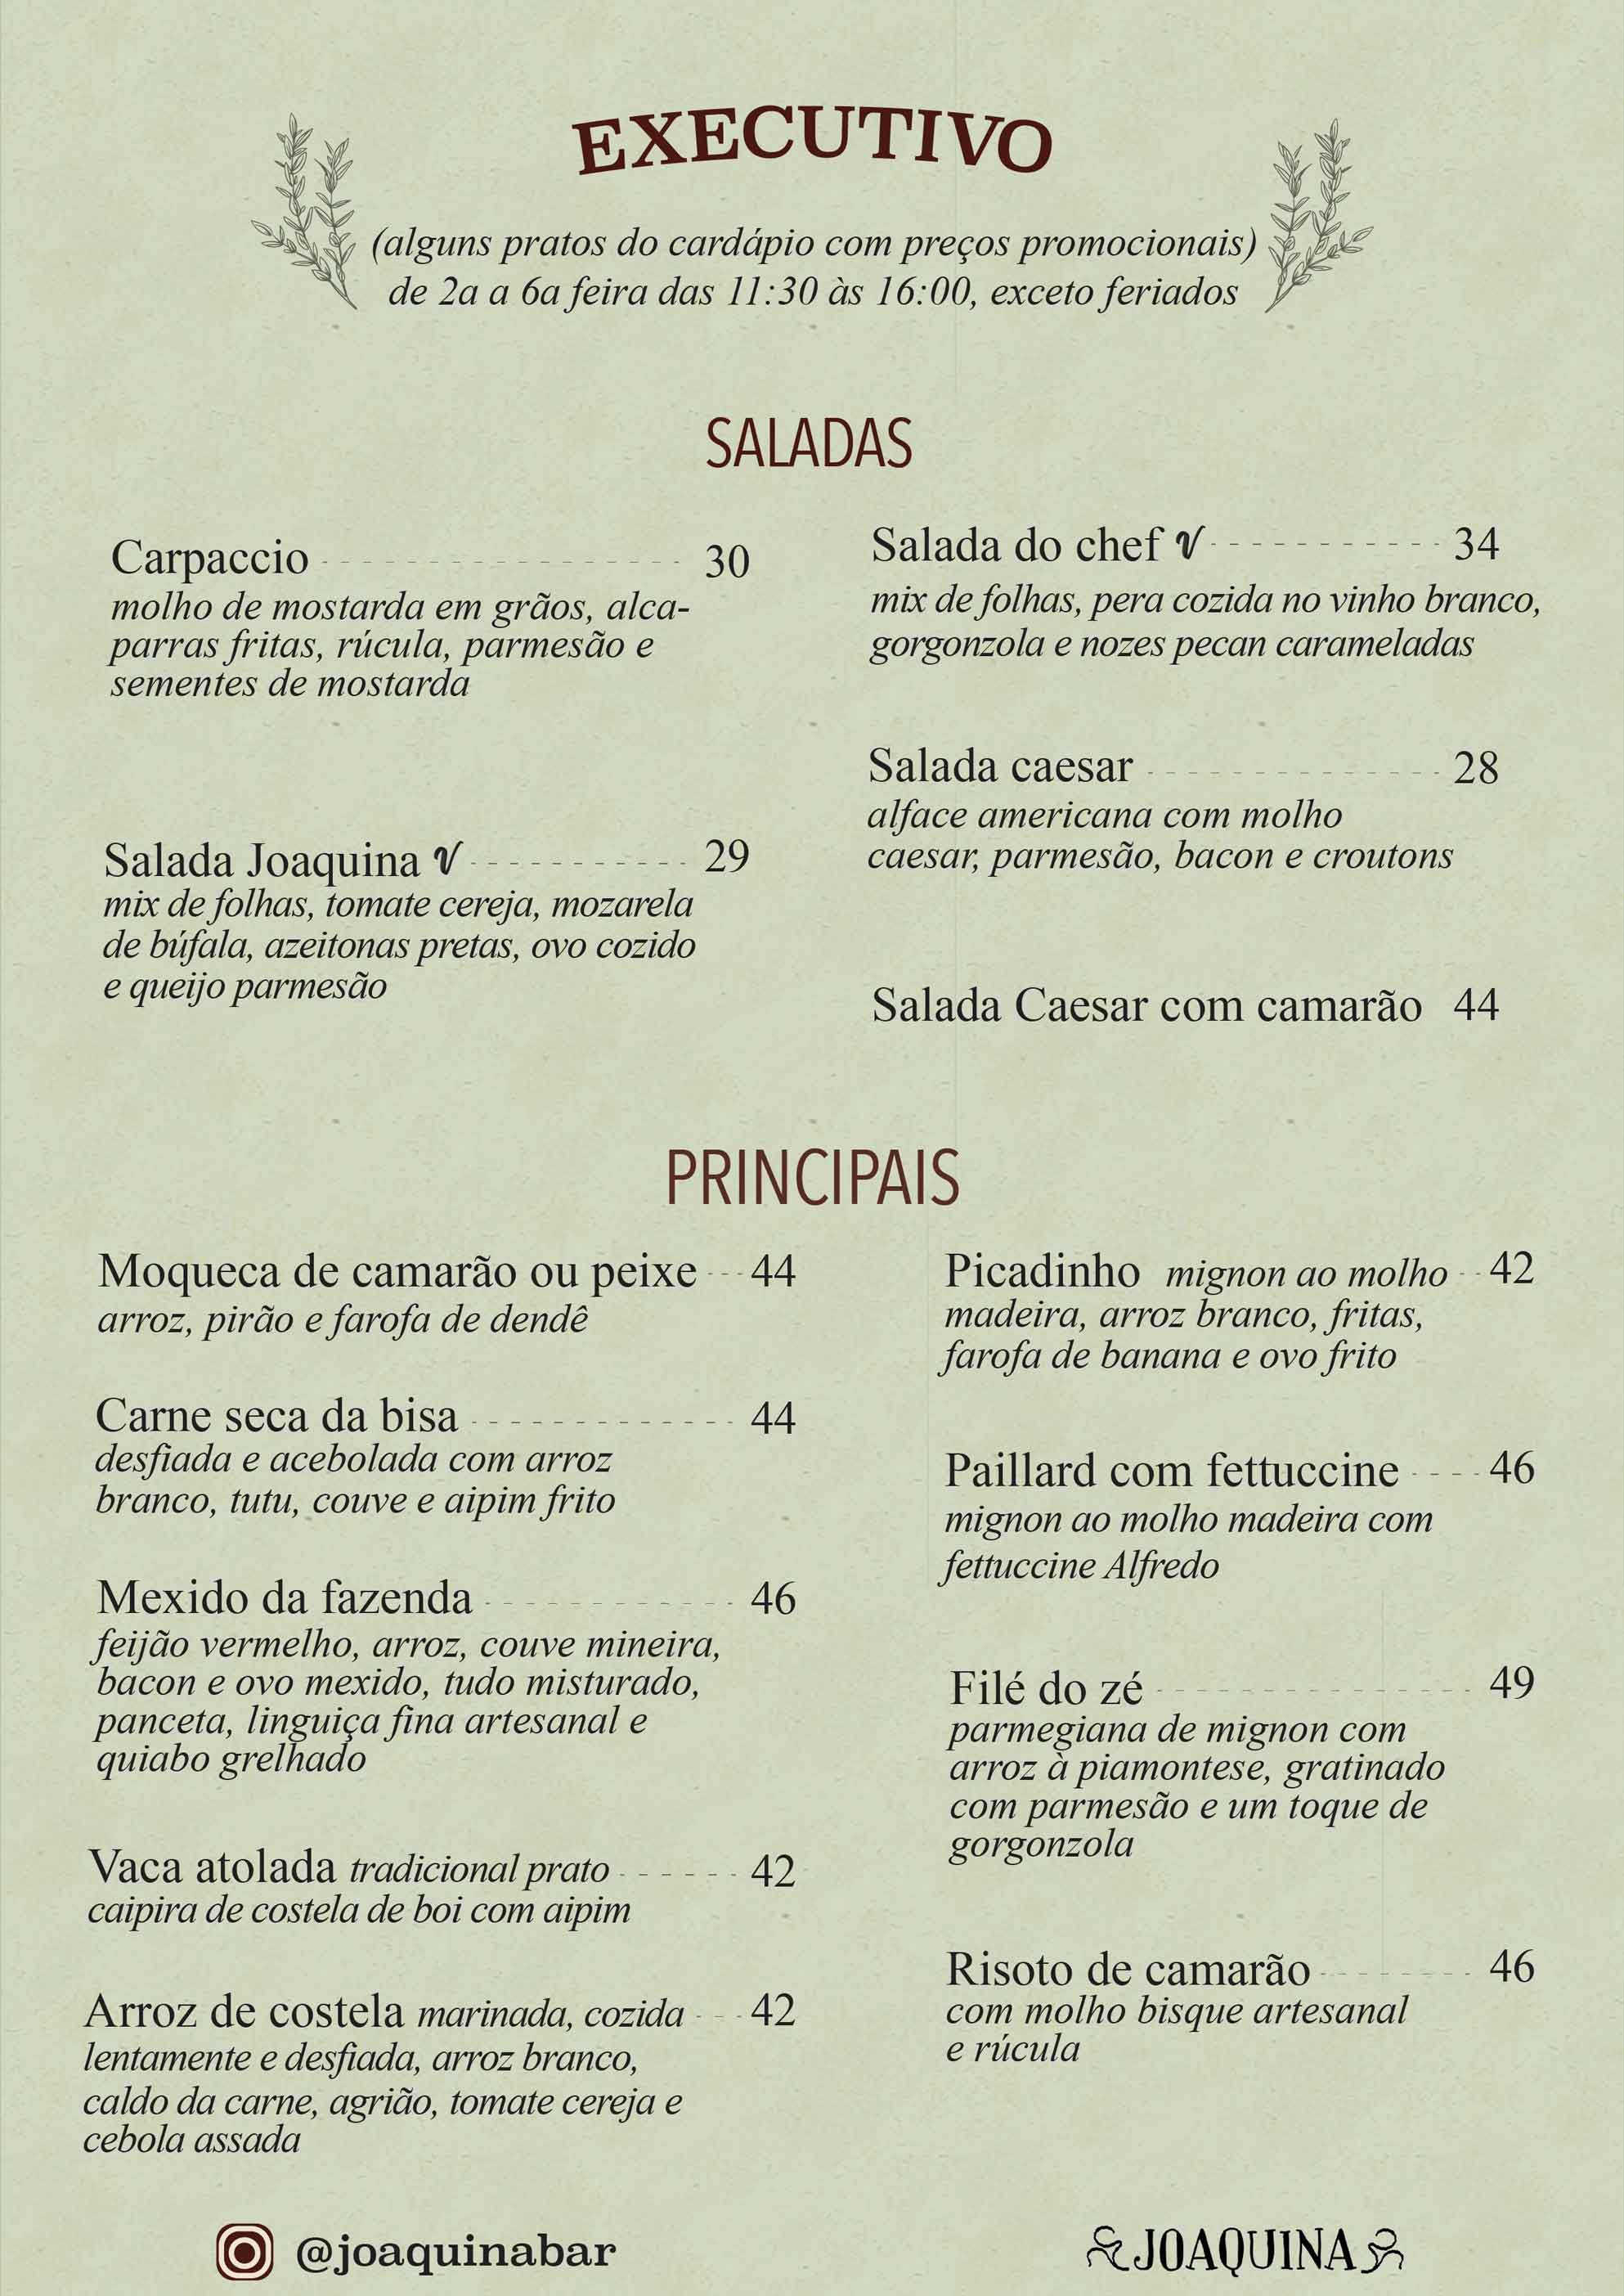 EXECUTIVO
(alguns pratos do cardápio com preços promocionais)
de 2a a 6a feira das 11:30 às 16:00, exceto feriados
SALADAS
Carpaccio 30
molho de mostarda em grãos, alca-
parras fritas, rúcula, parmesão e
sementes de mostarda
Salada Joaquina V 29
mix de folhas, tomate cereja, mozarela
de búfala, azeitonas pretas, ovo cozido
e queijo parmesão
Salada do chef V 34
mix de folhas, pera cozida no vinho branco,
gorgonzola e nozes pecan carameladas
Salada caesar 28
alface americana com molho
caesar, parmesão, bacon e croutons
Salada Caesar com camarão 44
PRINCIPAIS
Moqueca de camarão ou peixe 44
arroz, pirão e farofa de dendê
Carne seca da bisa 44
desfiada e acebolada com arroz
branco, tutu, couve e aipim frito
Mexido da fazenda 46
feijão vermelho, arroz, couve mineira,
bacon e ovo mexido, tudo misturado,
panceta, linguiça fina artesanal e
quiabo grelhado
Vaca atolada tradicional prato 42
caipira de costela de boi com aipim
Arroz de costela marinada, cozida 42
lentamente e desfiada, arroz branco,
caldo da carne, agrião, tomate cereja e
cebola assada
Picadinho mignon ao molho 42
madeira, arroz branco, fritas,
farofa de banana e ovo frito
Paillard com fettuccine 46
mignon ao molho madeira com
fettuccine Alfredo
Filé do zé 49
parmegiana de mignon com
arroz à piamontese, gratinado
com parmesão e um toque de
gorgonzola
Risoto de camarão 46
com molho bisque artesanal
e rúcula
@joaquinabar
JOAQUINA